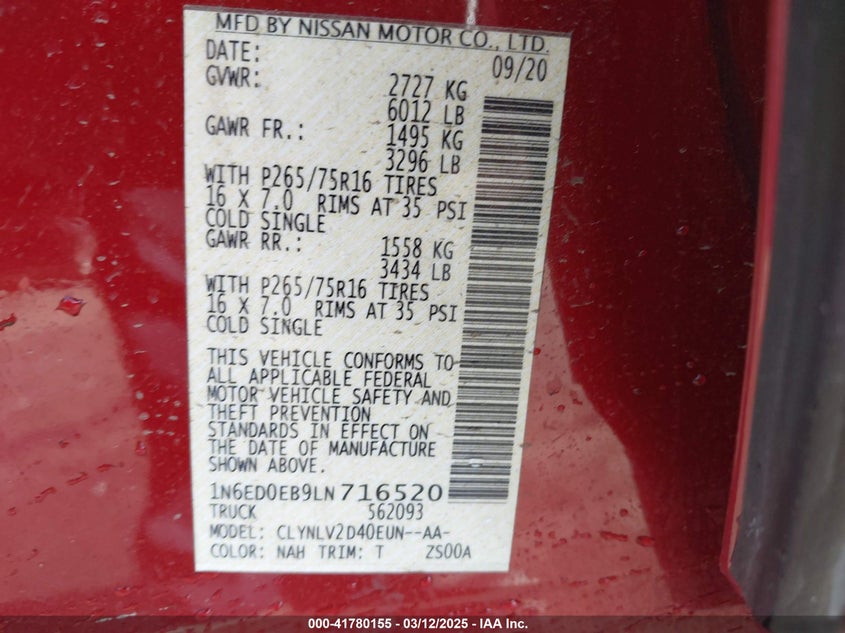 MFD BY NISSAN MOTOR CO., LTD.
DATE: 09/20
GVWR: 2727 KG
6012 LB
GAWR FR.: 1495 KG
3296 LB
WITH P265/75R16 TIRES
16 X 7.0 RIMS AT 35 PSI
COLD SINGLE
GAWR RR.: 1558 KG
3434 LB
WITH P265/75R16 TIRES
16 X 7.0 RIMS AT 35 PSI
COLD SINGLE
THIS VEHICLE CONFORMS TO
ALL APPLICABLE FEDERAL
MOTOR VEHICLE SAFETY AND
THEFT PREVENTION
STANDARDS IN EFFECT ON
THE DATE OF MANUFACTURE
SHOWN ABOVE.
1N6ED0EB9LN716520
TRUCK 562093
MODEL: CLYNLV2D40EUN--AA-
COLOR: NAH TRIM: T ZS00A
000-41780155 - 03/12/2025 - IAA Inc.